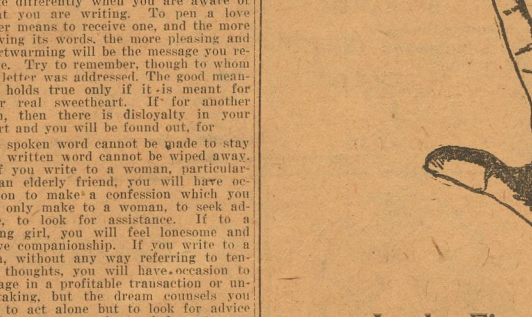 e differently when you are aware of
at you are writing. To pen a love
er means to receive one, and the more
ving its words, the more pleasing and
rtwarming will be the message you re-
e. Try to remember, though to whom
letter was addressed. The good mean-
holds true only if it is meant for
r real sweetheart. If for another
n, then there is disloyalty in your
rt and you will be found out, for
spoken word cannot be made to stay
written word cannot be wiped away.
f you write to a woman, particular-
an elderly friend, you will have oc-
on to make a confession which you
only make to a woman, to seek ad-
e, to look for assistance. If to a
ng girl, you will feel lonesome and
ve companionship. If you write to a
n, without any way referring to ten-
thoughts, you will have occasion to
age in a profitable transaction or un-
taking, but the dream counsels you
to act alone but to look for advice